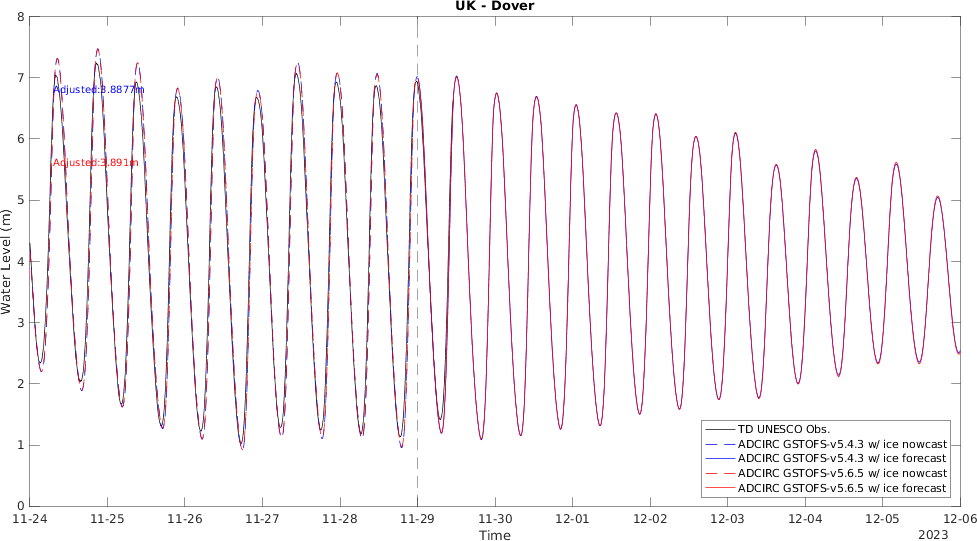 UK - Dover
8
7
6
5
4
3
2
1
0
Water Level (m)
Adjusted:3.8877m
Adjusted:3.891m
TD UNESCO Obs.
ADCIRC GSTOFS-v5.4.3 w/ ice nowcast
ADCIRC GSTOFS-v5.4.3 w/ ice forecast
ADCIRC GSTOFS-v5.6.5 w/ ice nowcast
ADCIRC GSTOFS-v5.6.5 w/ ice forecast
11-24 11-25 11-26 11-27 11-28 11-29 11-30 12-01 12-02 12-03 12-04 12-05 12-06
Time
2023